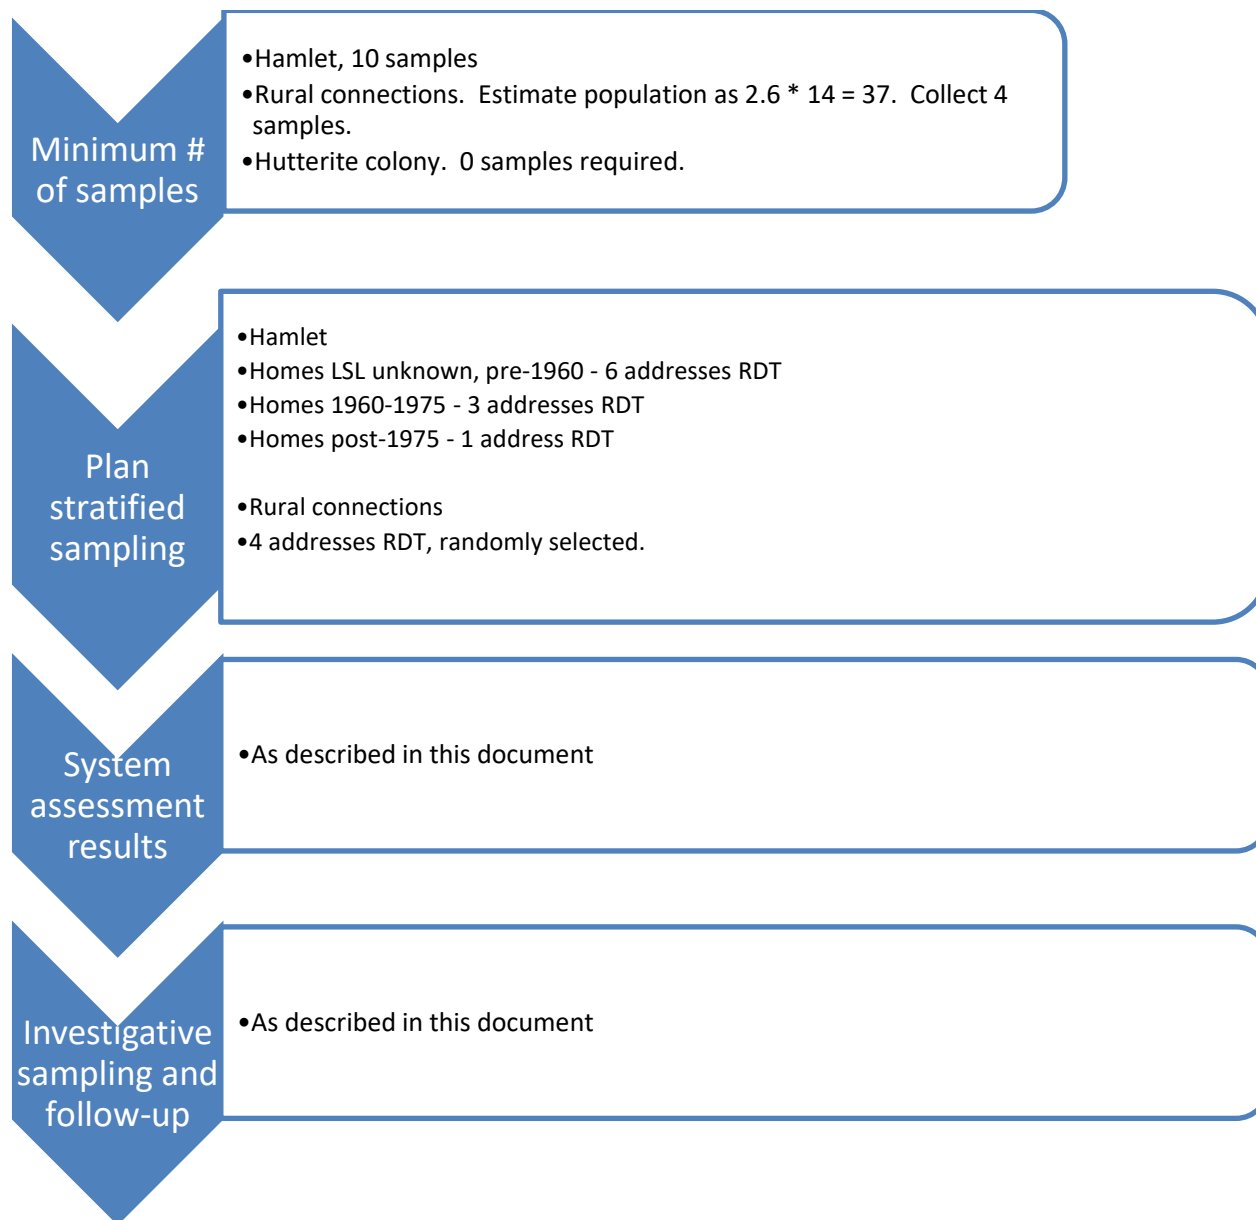 Minimum #
of samples
•Hamlet, 10 samples
•Rural connections.  Estimate population as 2.6 * 14 = 37.  Collect 4
samples.
•Hutterite colony.  0 samples required.
Plan
stratified
sampling
•Hamlet
•Homes LSL unknown, pre-1960 - 6 addresses RDT
•Homes 1960-1975 - 3 addresses RDT
•Homes post-1975 - 1 address RDT
•Rural connections
•4 addresses RDT, randomly selected.
System
assessment
results
•As described in this document
Investigative
sampling and
follow-up
•As described in this document